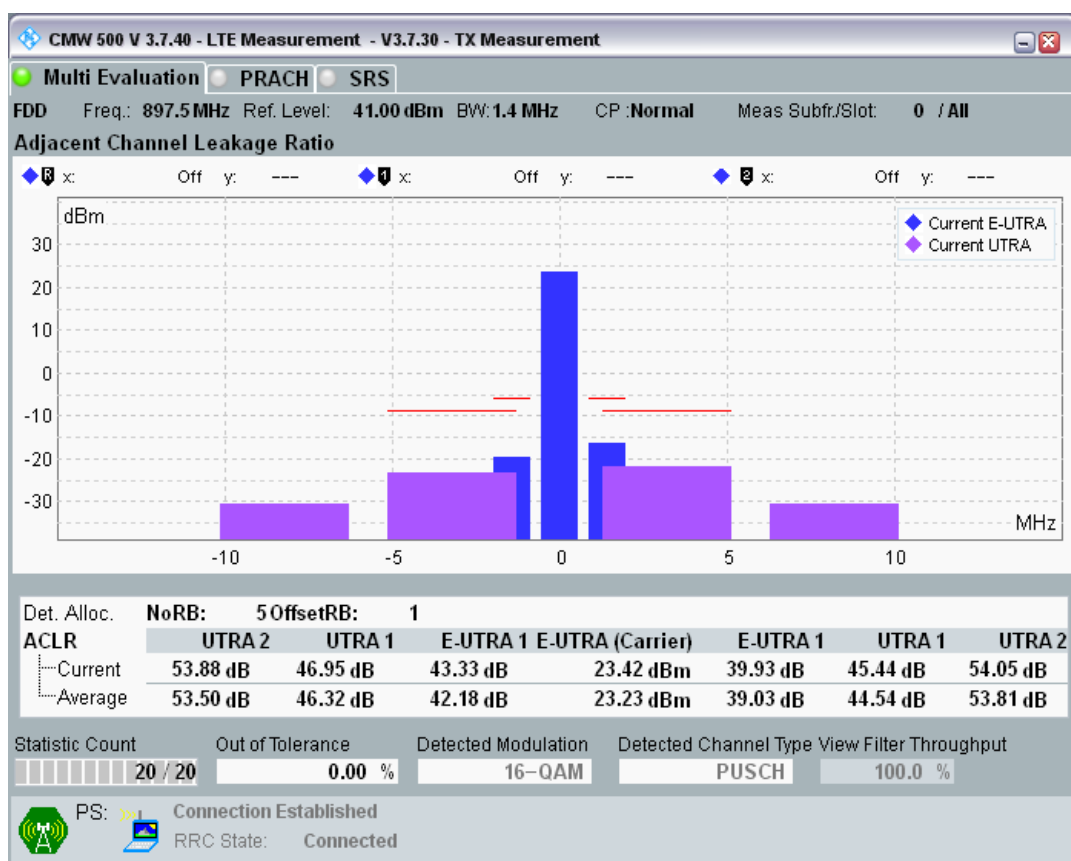 CMW 500 V 3.7.40 - LTE Measurement - V3.7.30 - TX Measurement
Multi Evaluation PRACH SRS
FDD Freq.: 897.5 MHz Ref. Level: 41.00 dBm BW: 1.4 MHz CP :Normal Meas Subfr./Slot: 0 / All
Adjacent Channel Leakage Ratio
R x: Off y: --- 1 x: Off y: --- 2 x: Off y: ---
dBm
Current E-UTRA
Current UTRA
30
20
10
0
-10
-20
-30
MHz
-10 -5 0 5 10
Det. Alloc. NoRB: 5 OffsetRB: 1
ACLR UTRA 2 UTRA 1 E-UTRA 1 E-UTRA (Carrier) E-UTRA 1 UTRA 1 UTRA 2
Current 53.88 dB 46.95 dB 43.33 dB 23.42 dBm 39.93 dB 45.44 dB 54.05 dB
Average 53.50 dB 46.32 dB 42.18 dB 23.23 dBm 39.03 dB 44.54 dB 53.81 dB
Statistic Count Out of Tolerance Detected Modulation Detected Channel Type View Filter Throughput
20 / 20 0.00 % 16-QAM PUSCH 100.0 %
PS: Connection Established
RRC State: Connected